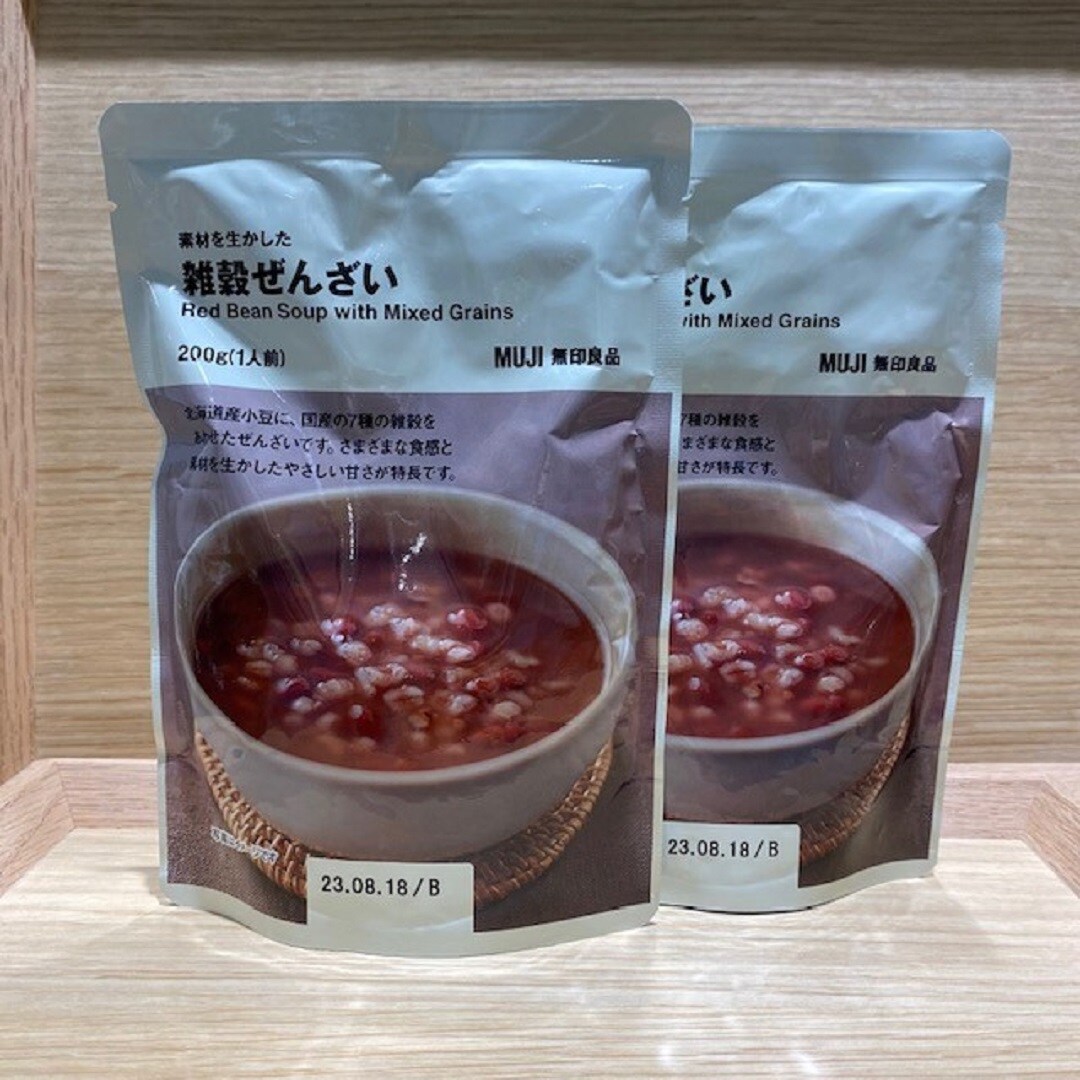 素材を生かした
雑穀ぜんざい
Red Bean Soup with Mixed Grains
200g(1人前)
MUJI 無印良品
北海道産小豆に、国産の7種の雑穀を
あわせたぜんざいです。さまざまな食感と
素材を生かしたやさしい甘さが特長です。
23.08.18/B
ざい
with Mixed Grains
MUJI 無印良品
7種の雑穀を
さまざまな食感と
甘さが特長です。
23.08.18/B